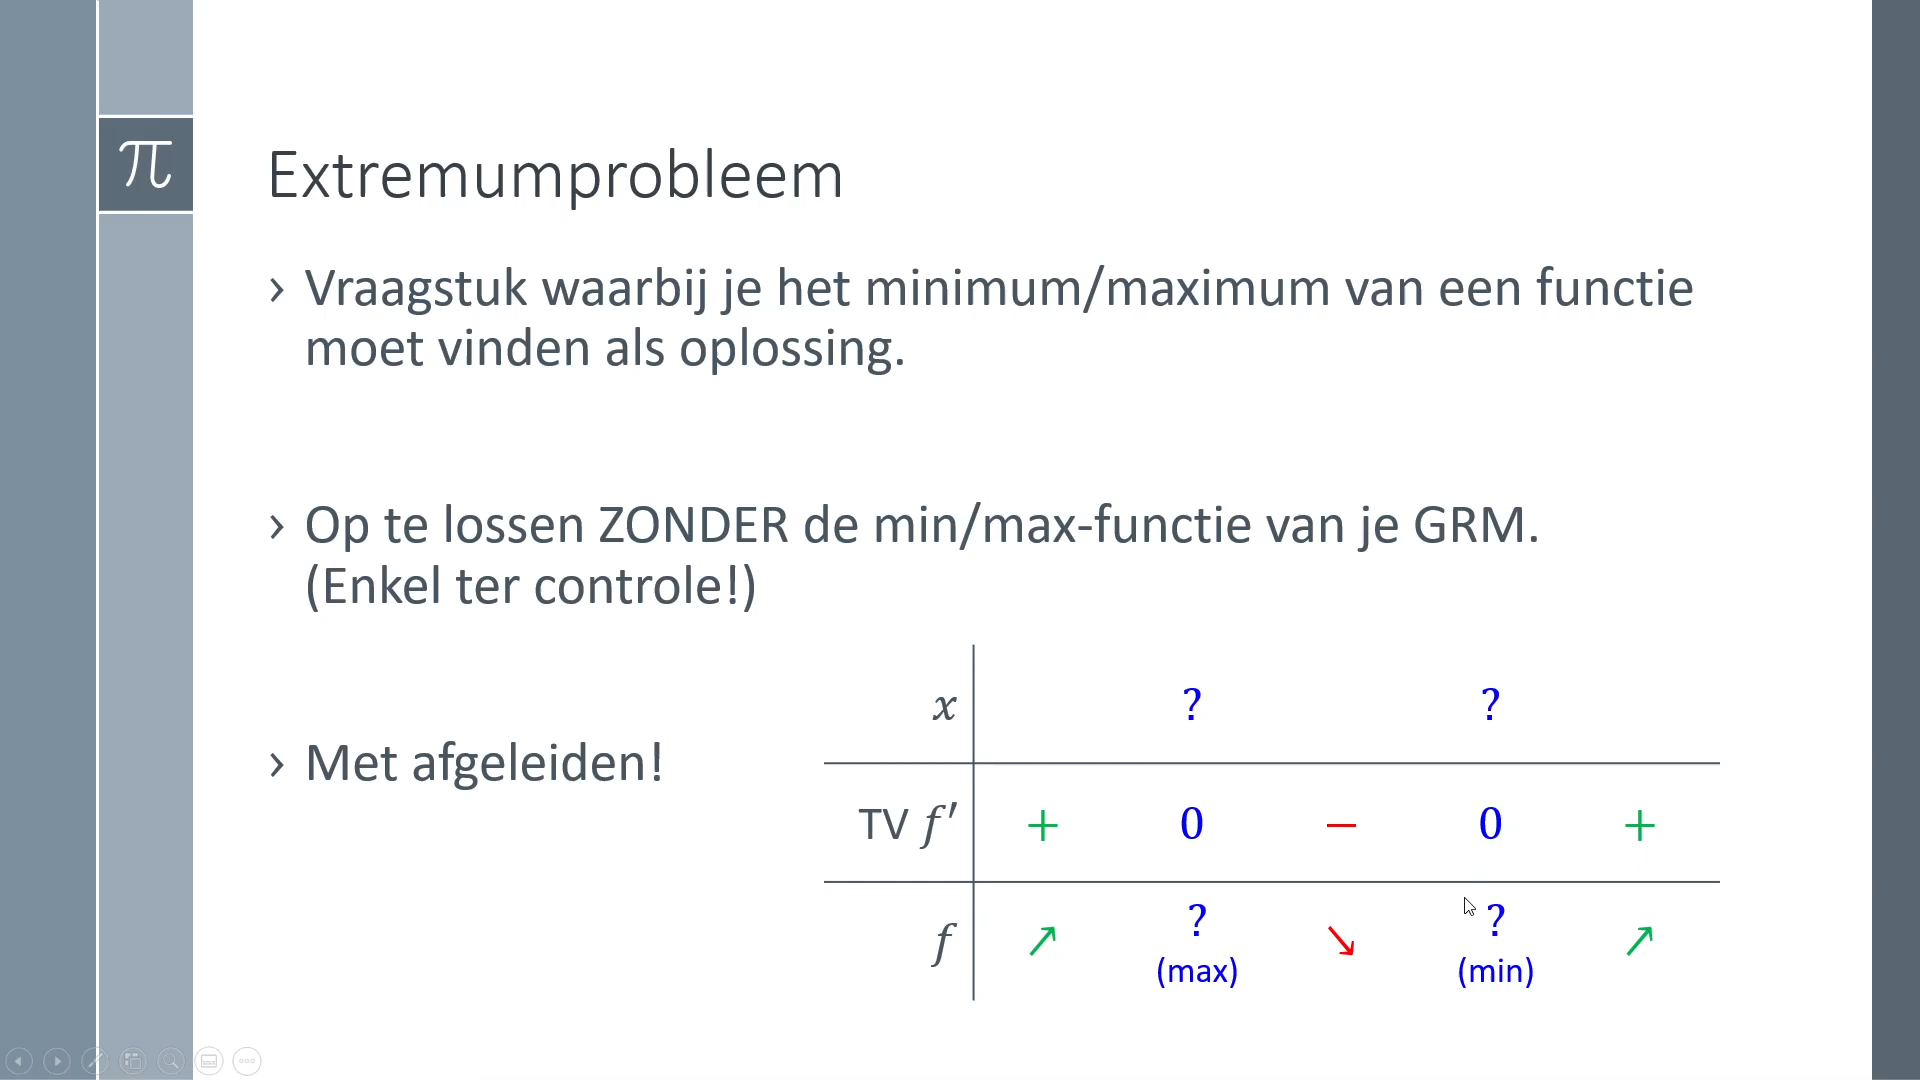 π
Extremumprobleem
› Vraagstuk waarbij je het minimum/maximum van een functie
moet vinden als oplossing.
› Op te lossen ZONDER de min/max-functie van je GRM.
(Enkel ter controle!)
› Met afgeleiden!
x ? ?
TV f′ + 0 − 0 +
f ↗ ? ↘ ? ↗
(max) (min)